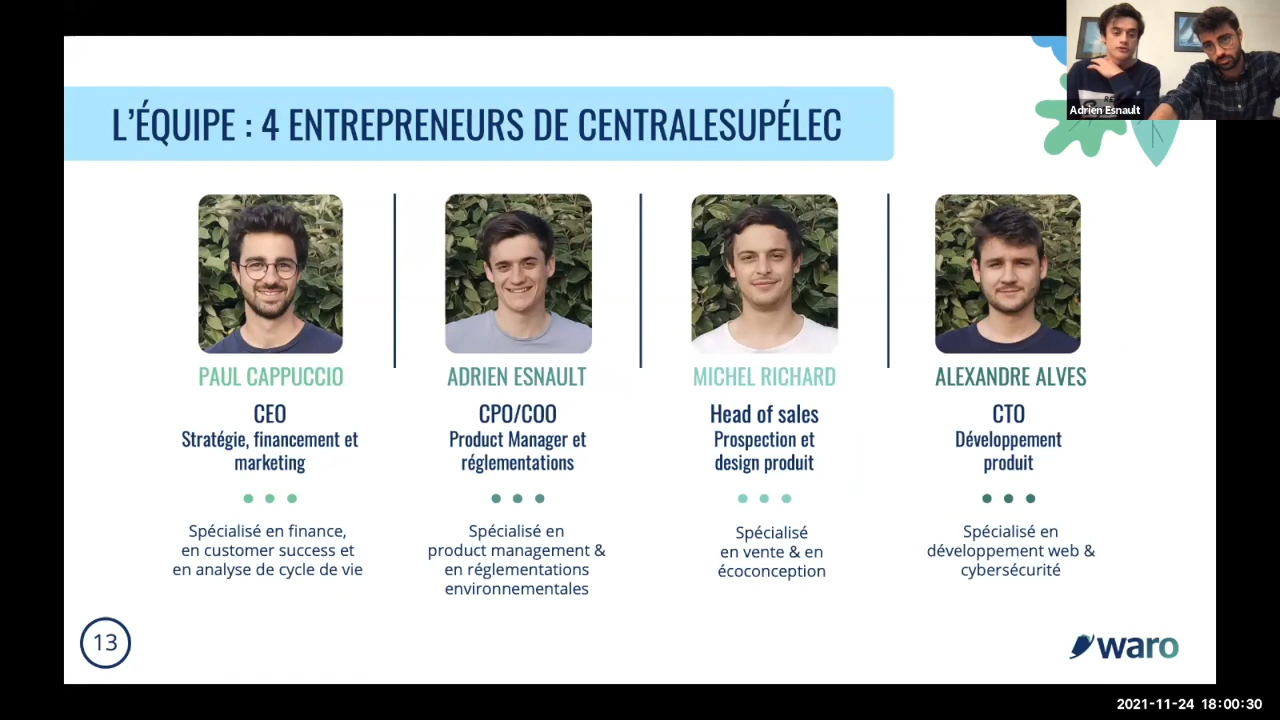 Adrien Esnault
L'ÉQUIPE : 4 ENTREPRENEURS DE CENTRALESUPÉLEC
PAUL CAPPUCCIO
CEO
Stratégie, financement et
marketing
Spécialisé en finance,
en customer success et
en analyse de cycle de vie
ADRIEN ESNAULT
CPO/COO
Product Manager et
réglementations
Spécialisé en
product management &
en réglementations
environnementales
MICHEL RICHARD
Head of sales
Prospection et
design produit
Spécialisé
en vente & en
écoconception
ALEXANDRE ALVES
CTO
Développement
produit
Spécialisé en
développement web &
cybersécurité
13
waro
2021-11-24 18:00:30